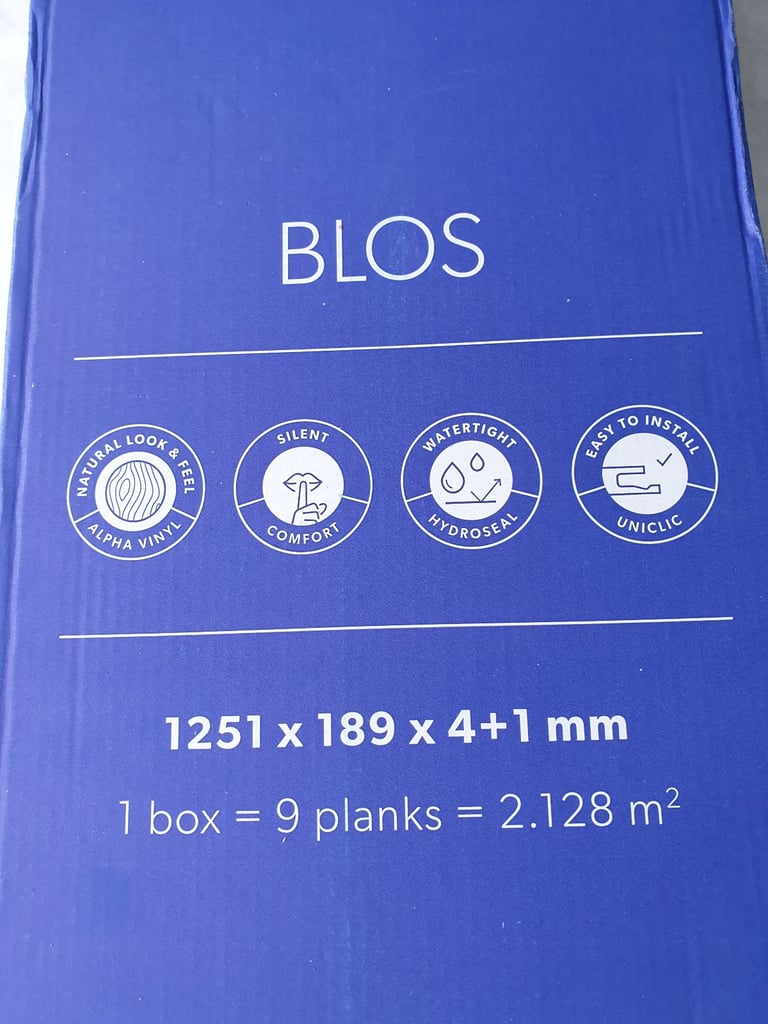 BLOS
NATURAL LOOK & FEEL
ALPHA VINYL
SILENT
COMFORT
WATERTIGHT
HYDROSEAL
EASY TO INSTALL
UNICLIC
1251 x 189 x 4+1 mm
1 box = 9 planks = 2.128 m²